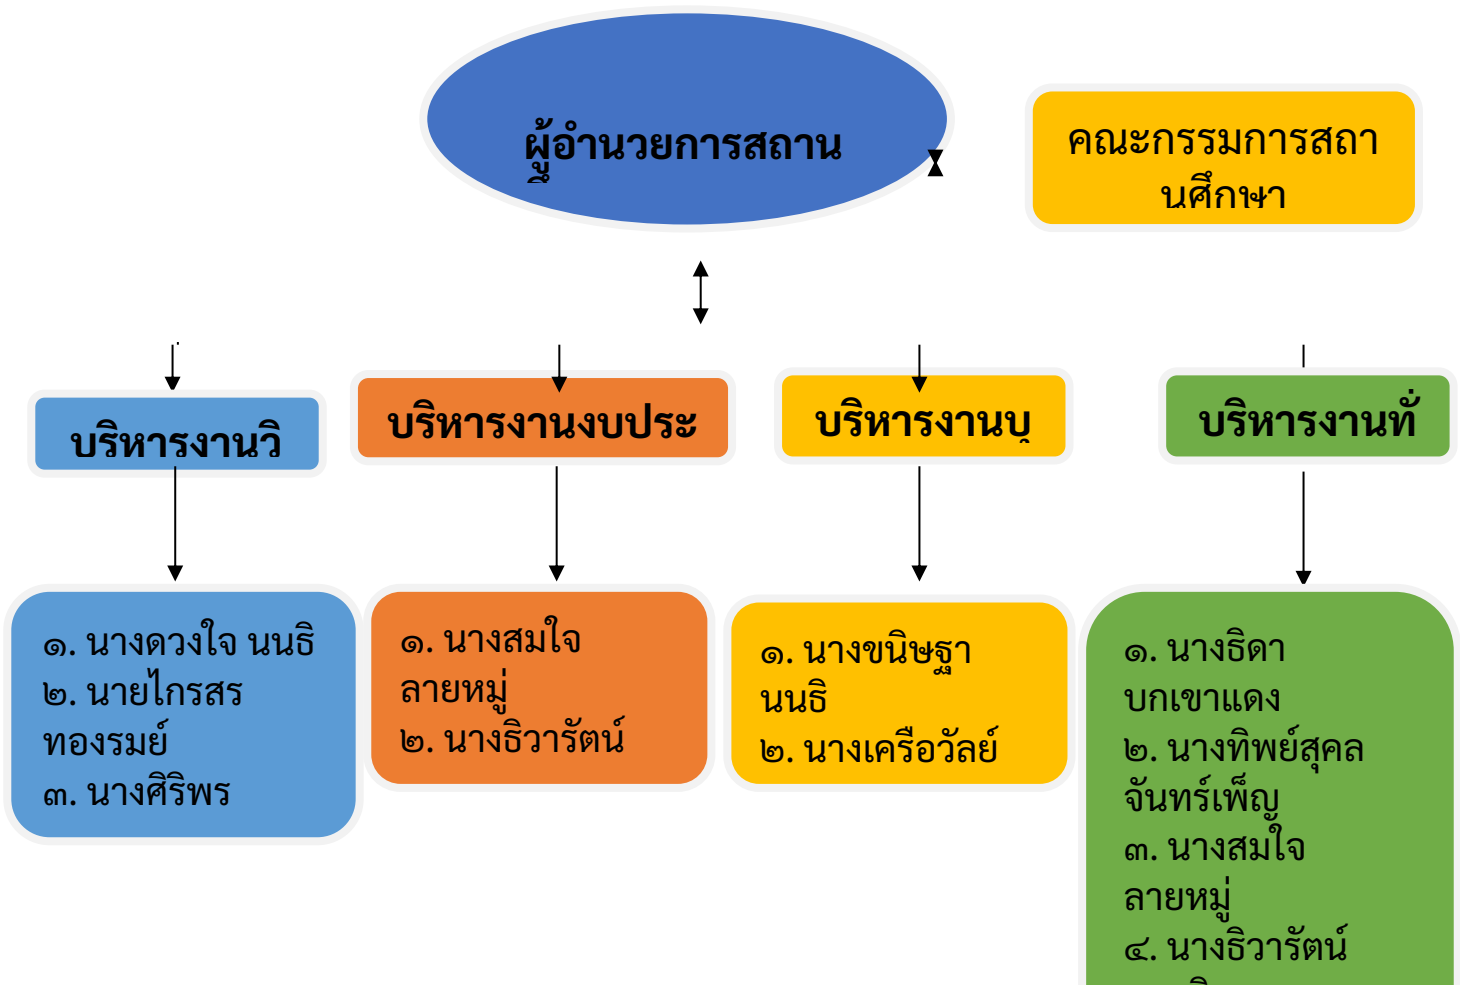 ผู้อำนวยการสถาน
คณะกรรมการสถา
นศึกษา
บริหารงานวิ
บริหารงานงบประ
บริหารงานบุ
บริหารงานทั่
๑. นางดวงใจ นนธิ
๒. นายไกรสร
ทองรมย์
๓. นางศิริพร
๑. นางสมใจ
ลายหมู่
๒. นางธิวารัตน์
๑. นางขนิษฐา
นนธิ
๒. นางเครือวัลย์
๑. นางธิดา
บกเขาแดง
๒. นางทิพย์สุคล
จันทร์เพ็ญ
๓. นางสมใจ
ลายหมู่
๔. นางธิวารัตน์